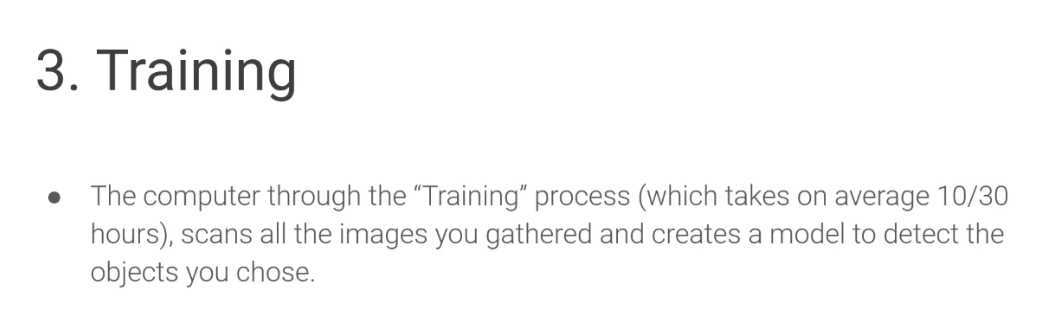 3. Training
● The computer through the “Training” process (which takes on average 10/30
hours), scans all the images you gathered and creates a model to detect the
objects you chose.